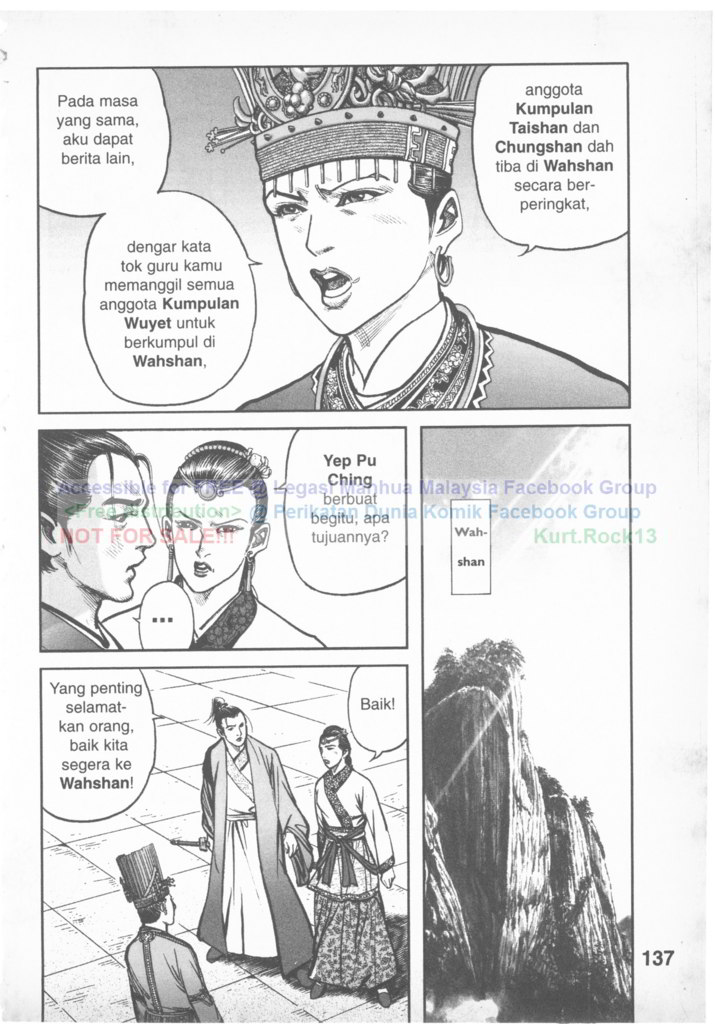 Pada masa
yang sama,
aku dapat
berita lain,
anggota
Kumpulan
Taishan dan
Chungshan dah
tiba di Wahshan
secara ber-
peringkat,
dengar kata
tok guru kamu
memanggil semua
anggota Kumpulan
Wuyet untuk
berkumpul di
Wahshan,
Yep Pu
Ching
berbuat
begitu, apa
tujuannya?
...
Accessible for FREE @ Legasi Manhua Malaysia Facebook Group
<Free distribution> @ Perikatan Dunia Komik Facebook Group
NOT FOR SALE!!! Kurt.Rock13
Wah-
shan
Yang penting
selamat-
kan orang,
baik kita
segera ke
Wahshan!
Baik!
137